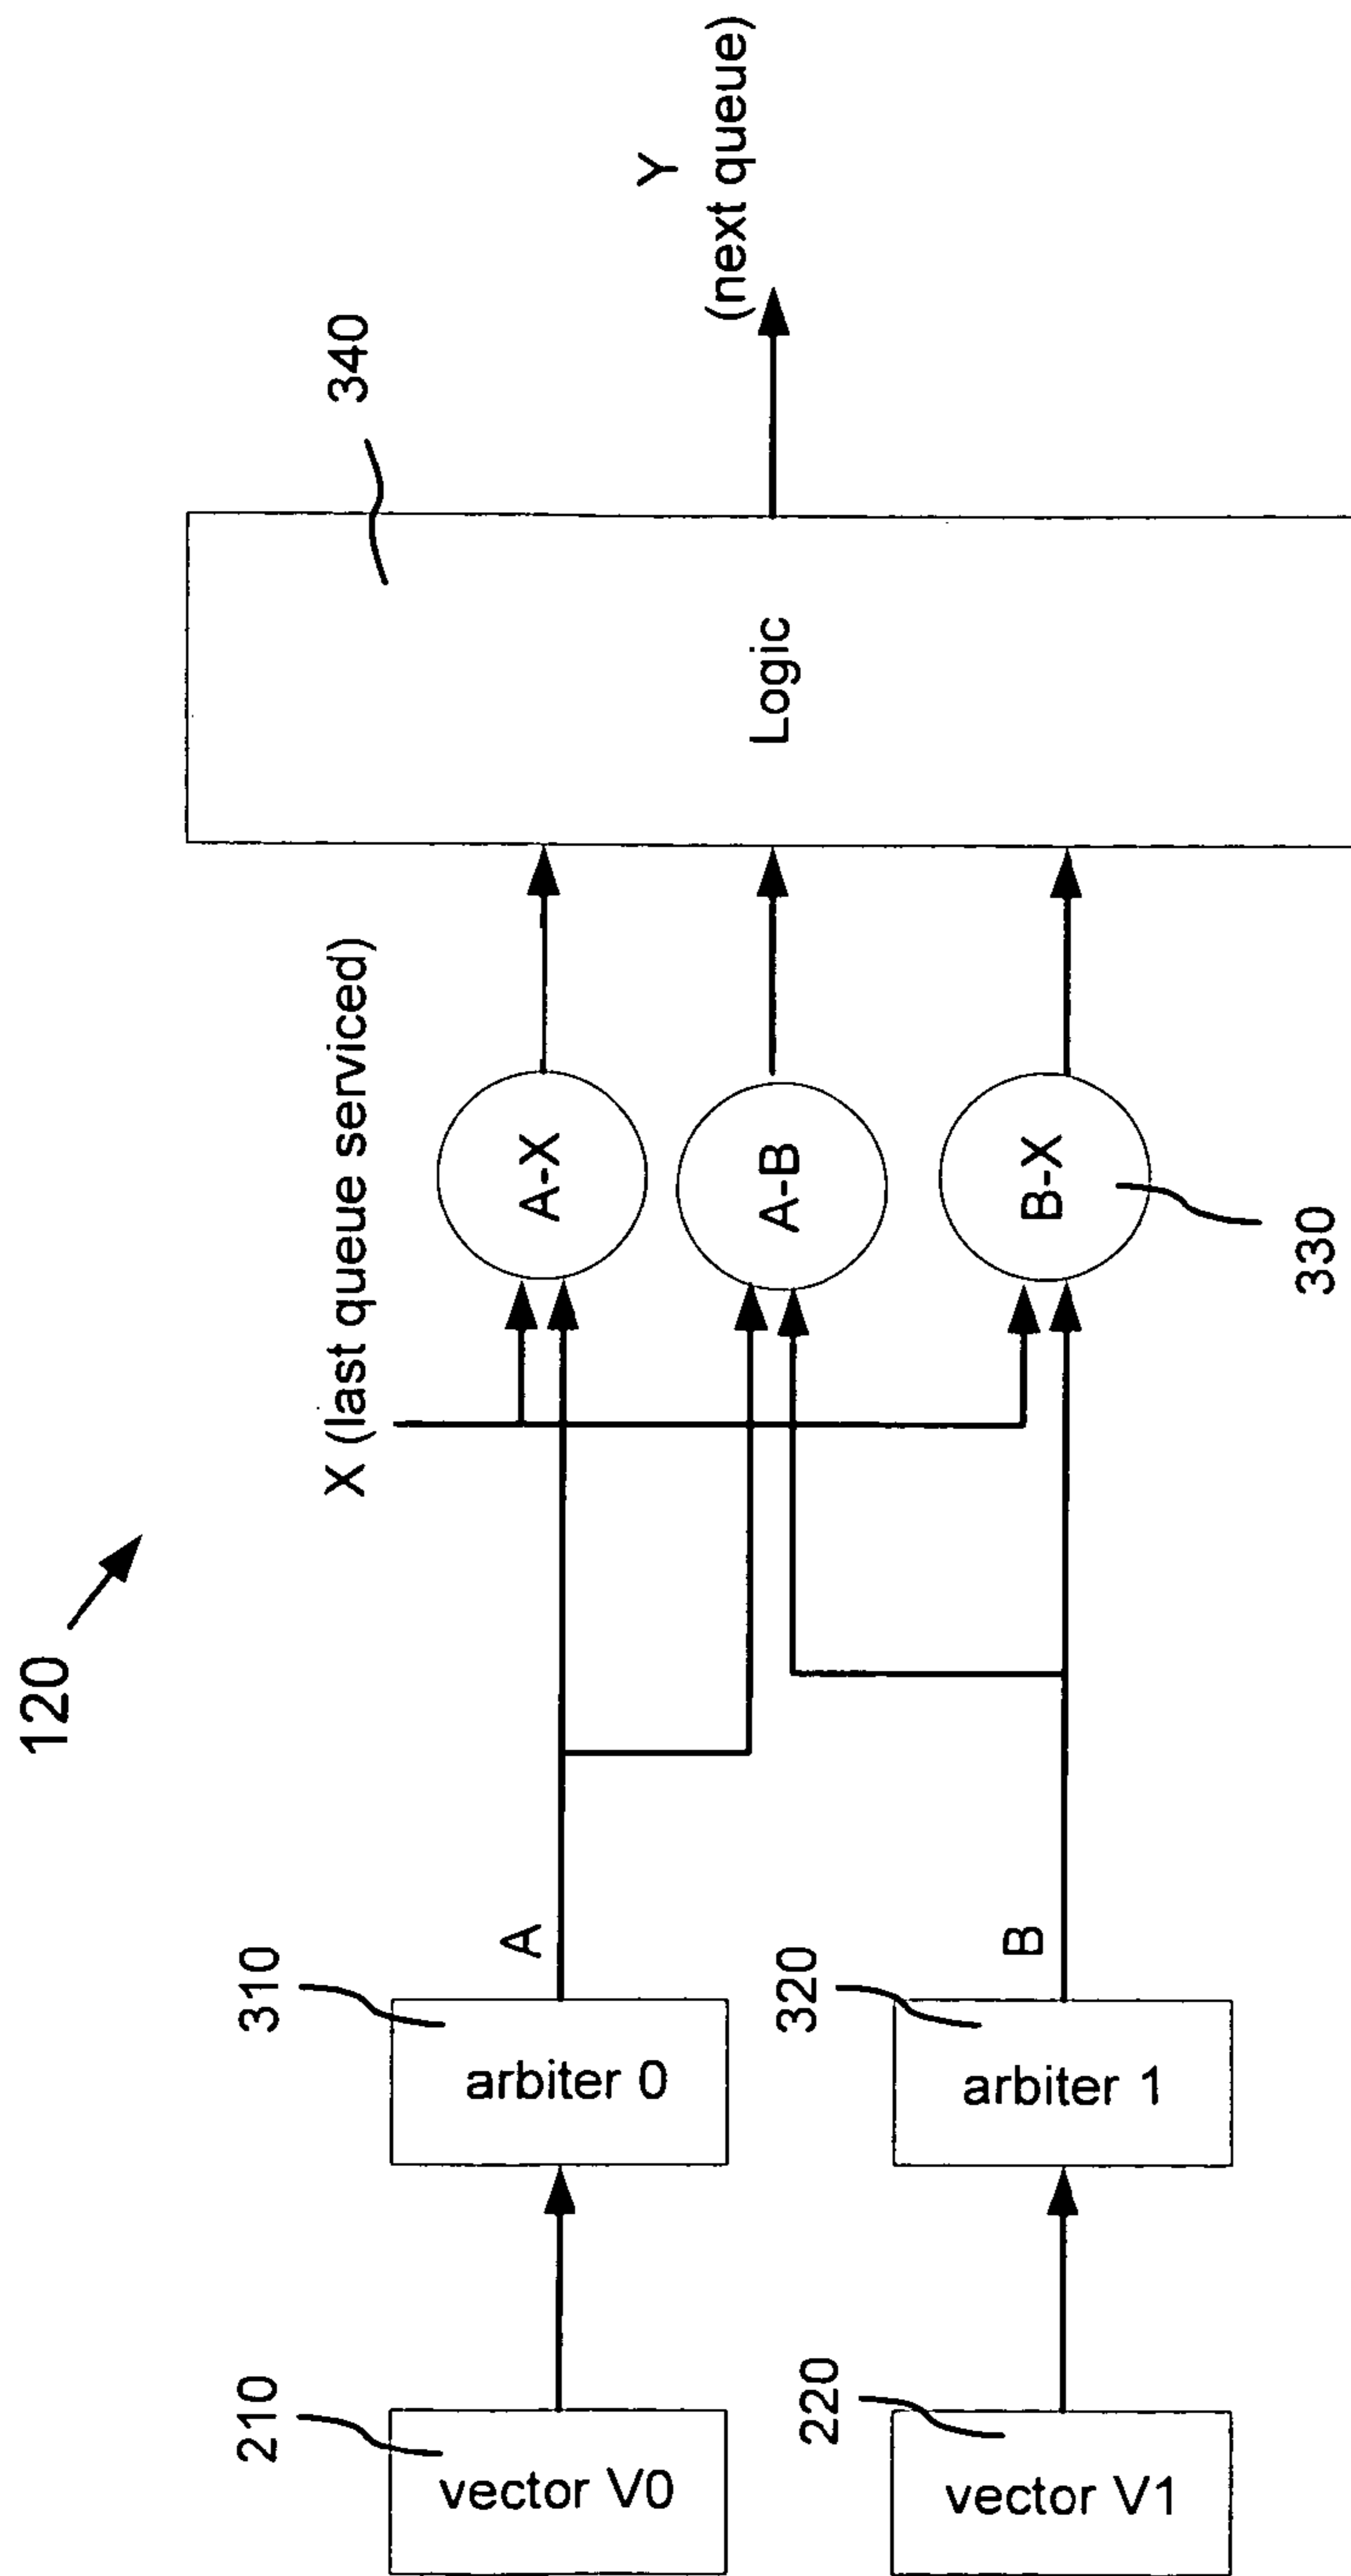 120
X (last queue serviced)
340
210
vector V0
310
arbiter 0
A
A-X
A-B
Logic
Y
(next queue)
220
vector V1
320
arbiter 1
B
B-X
330